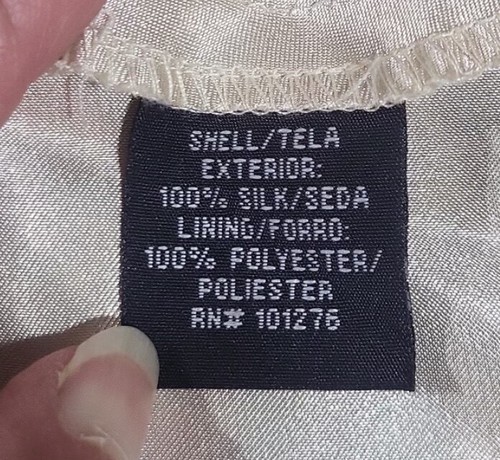 SHELL/TELA
EXTERIOR:
100% SILK/SEDA
LINING/FORRO:
100% POLYESTER/
POLIESTER
RN# 101276